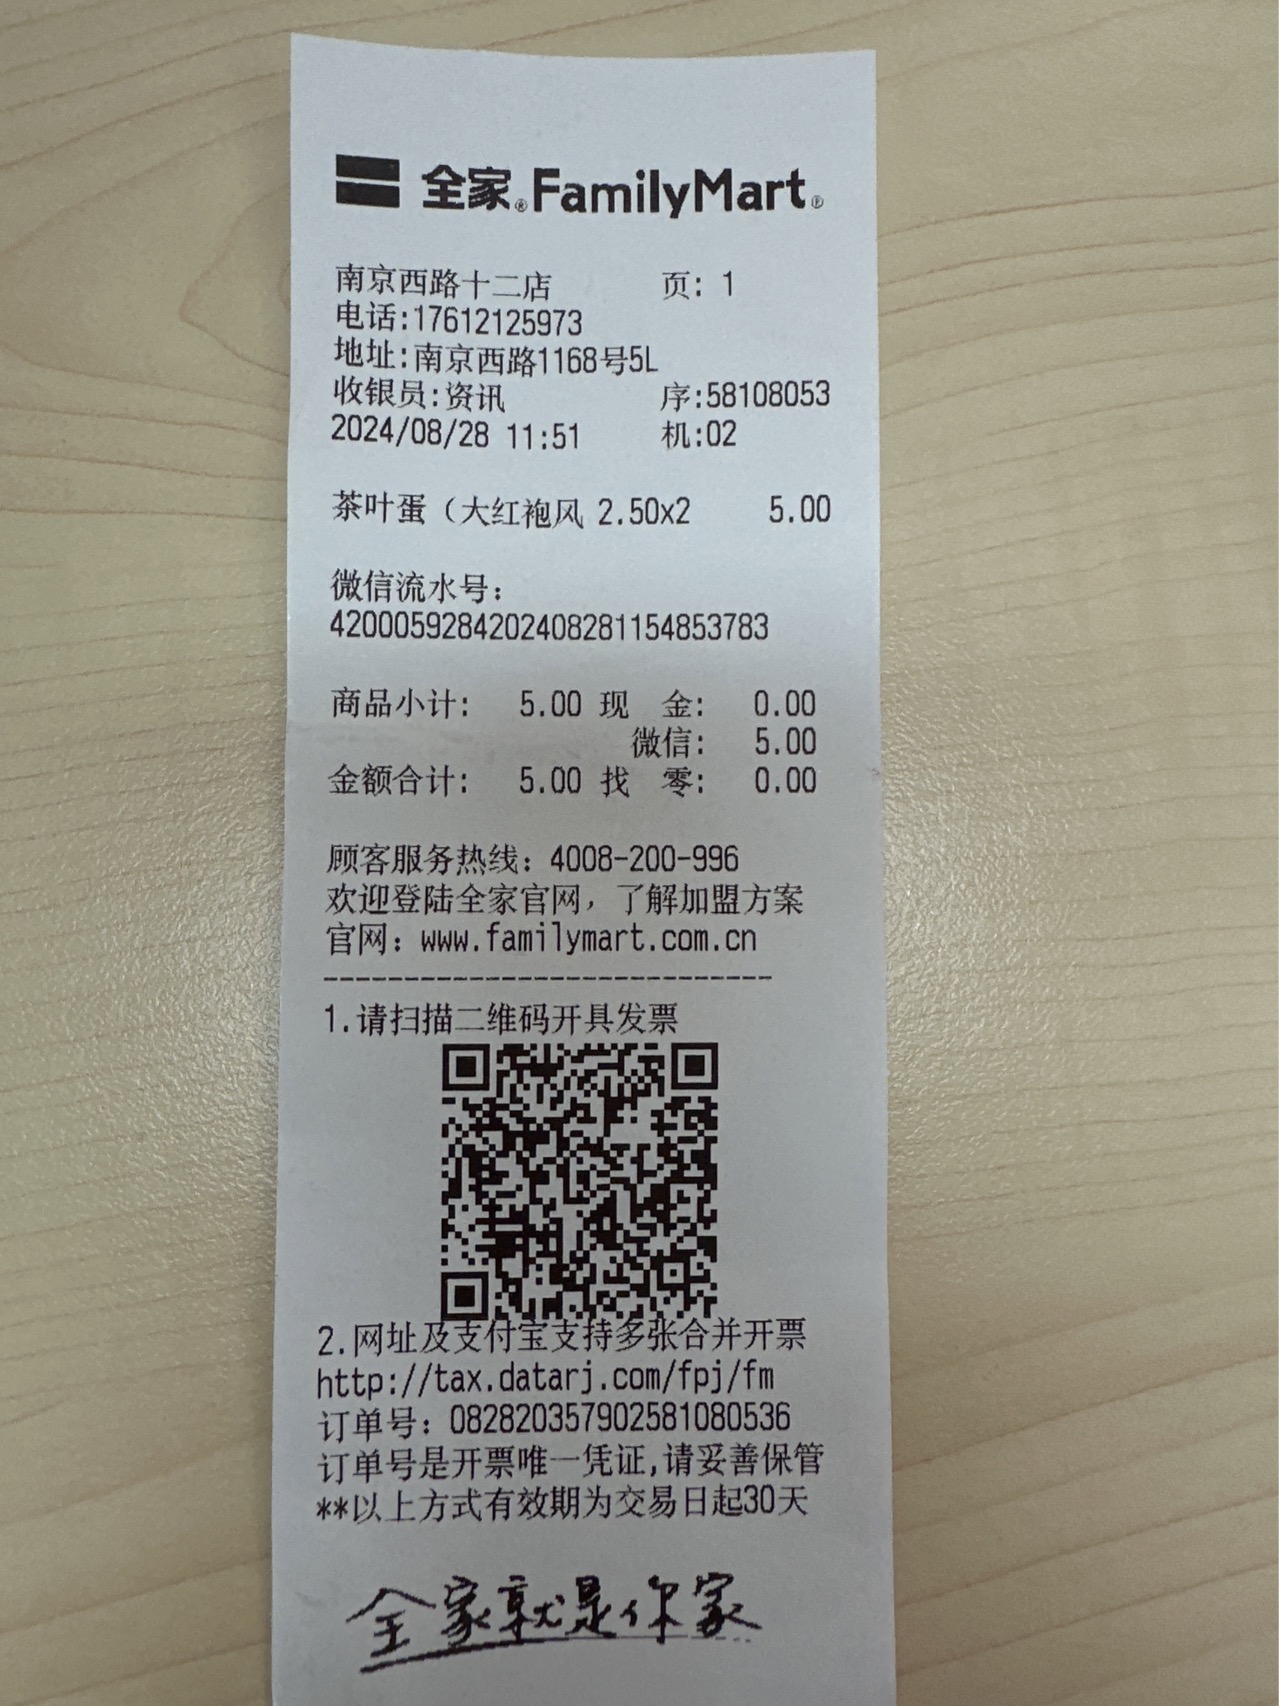 全家® FamilyMart®
南京西路十二店 页: 1
电话:17612125973
地址:南京西路1168号5L
收银员:资讯 序:58108053
2024/08/28 11:51 机:02
茶叶蛋（大红袍风 2.50x2 5.00
微信流水号:
4200059284202408281154853783
商品小计: 5.00 现 金: 0.00
微信: 5.00
金额合计: 5.00 找 零: 0.00
顾客服务热线: 4008-200-996
欢迎登陆全家官网，了解加盟方案
官网: www.familymart.com.cn
----------------------------
1.请扫描二维码开具发票
2.网址及支付宝支持多张合并开票
http://tax.datarj.com/fpj/fm
订单号: 082820357902581080536
订单号是开票唯一凭证,请妥善保管
**以上方式有效期为交易日起30天
全家就是你家